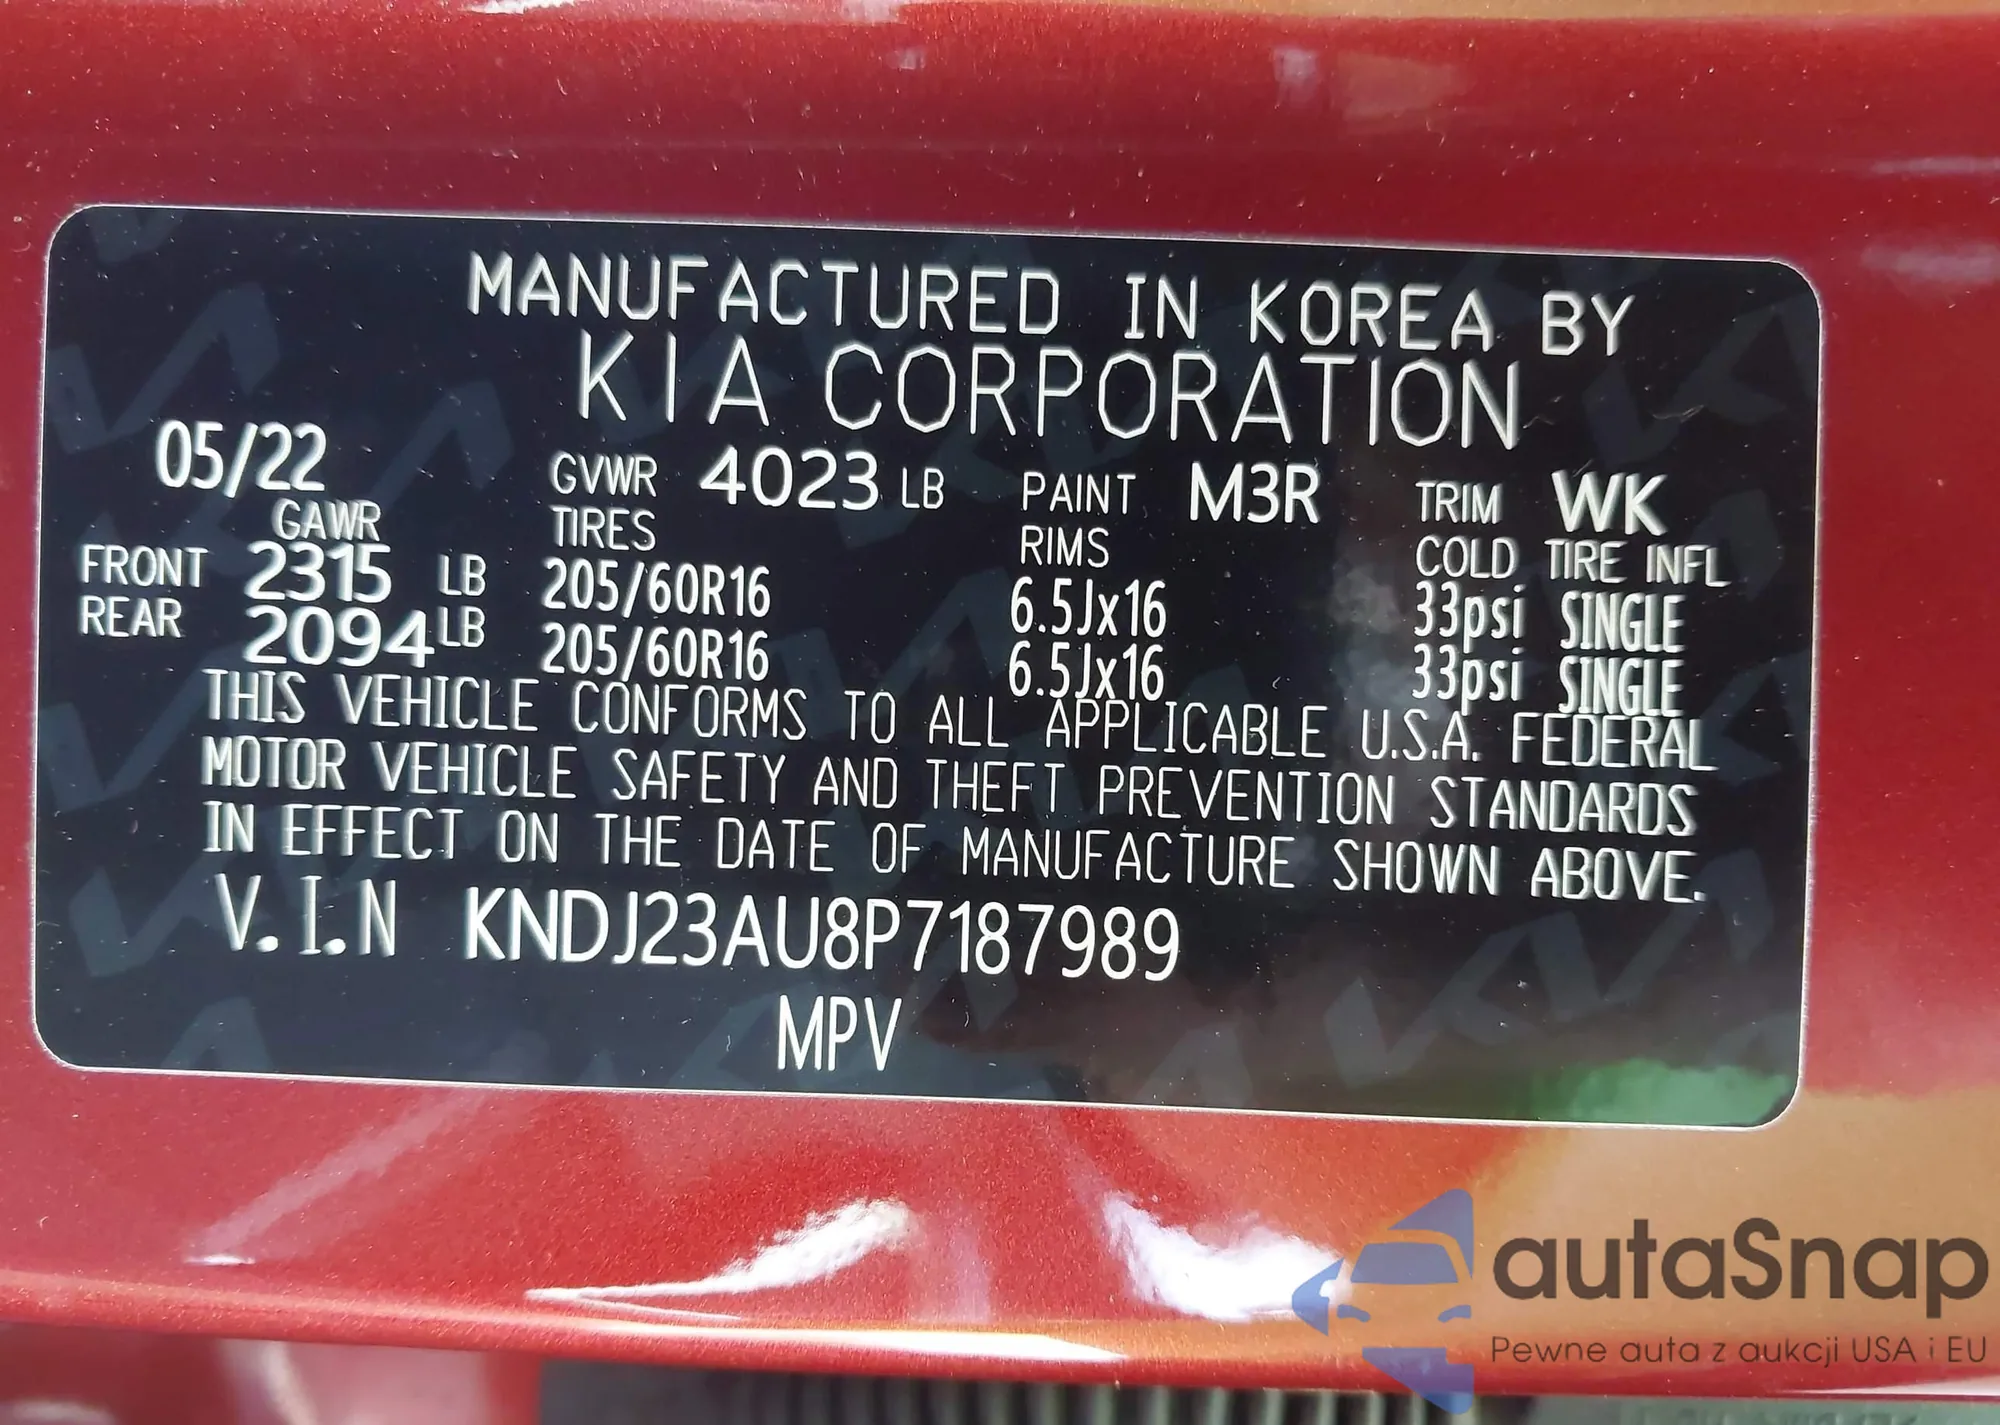 MANUFACTURED IN KOREA BY
KIA CORPORATION
05/22 GVWR 4023 LB PAINT M3R TRIM WK
GAWR TIRES RIMS COLD TIRE INFL
FRONT 2315 LB 205/60R16 6.5Jx16 33psi SINGLE
REAR 2094 LB 205/60R16 6.5Jx16 33psi SINGLE
THIS VEHICLE CONFORMS TO ALL APPLICABLE U.S.A. FEDERAL
MOTOR VEHICLE SAFETY AND THEFT PREVENTION STANDARDS
IN EFFECT ON THE DATE OF MANUFACTURE SHOWN ABOVE.
V.I.N KNDJ23AU8P7187989
MPV
autaSnap
Pewne auta z aukcji USA i EU